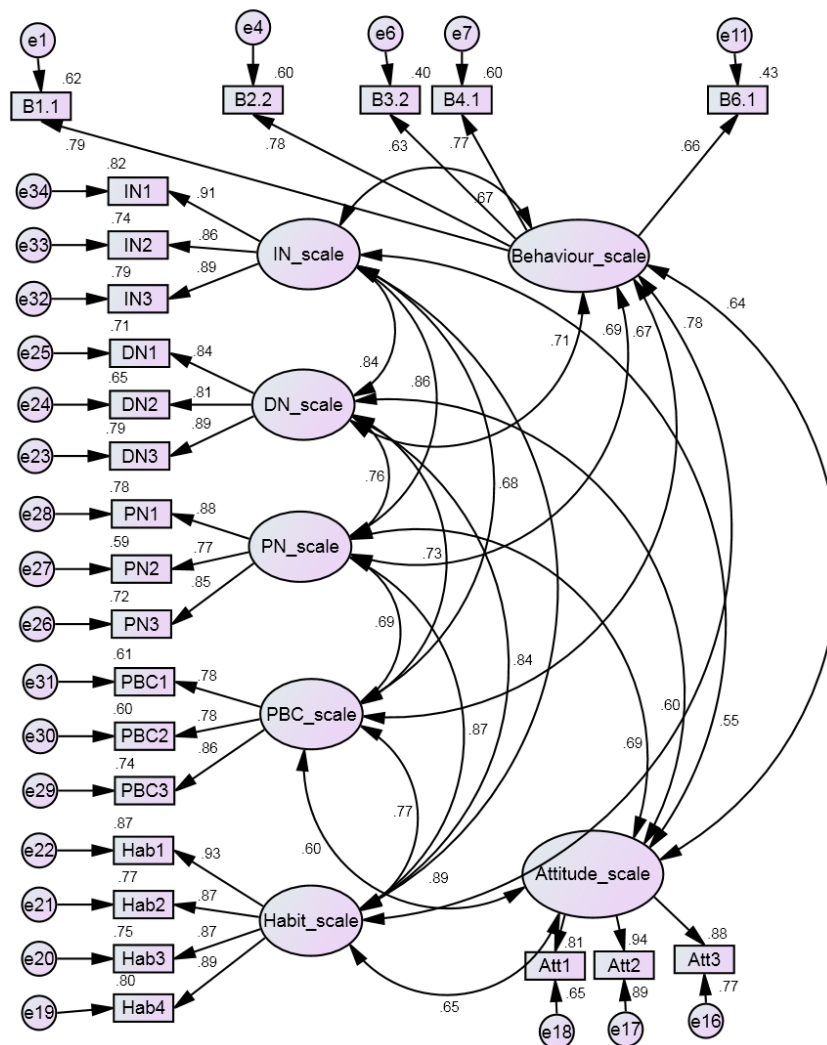 e1
e4
e6
e7
e11
.62
.60
.40
.60
.43
B1.1
B2.2
B3.2
B4.1
B6.1
.79
.78
.63
.77
.66
.82
e34
IN1
.91
.67
.74
e33
IN2
.86
IN_scale
Behaviour_scale
.79
e32
IN3
.89
.64
.71
e25
DN1
.84
.71
.69
.67
.78
.84
.86
.65
e24
DN2
.81
DN_scale
.79
e23
DN3
.89
.76
.68
.78
e28
PN1
.88
.59
e27
PN2
.77
PN_scale
.73
.72
e26
PN3
.85
.69
.61
e31
PBC1
.78
.84
.60
.55
.60
e30
PBC2
.78
PBC_scale
.87
.69
.74
e29
PBC3
.86
.77
.87
e22
Hab1
.93
.60
.89
Attitude_scale
.77
e21
Hab2
.87
Habit_scale
.75
e20
Hab3
.87
.81
.94
.88
Att1
Att2
Att3
.80
e19
Hab4
.89
.65
.65
.89
.77
e18
e17
e16